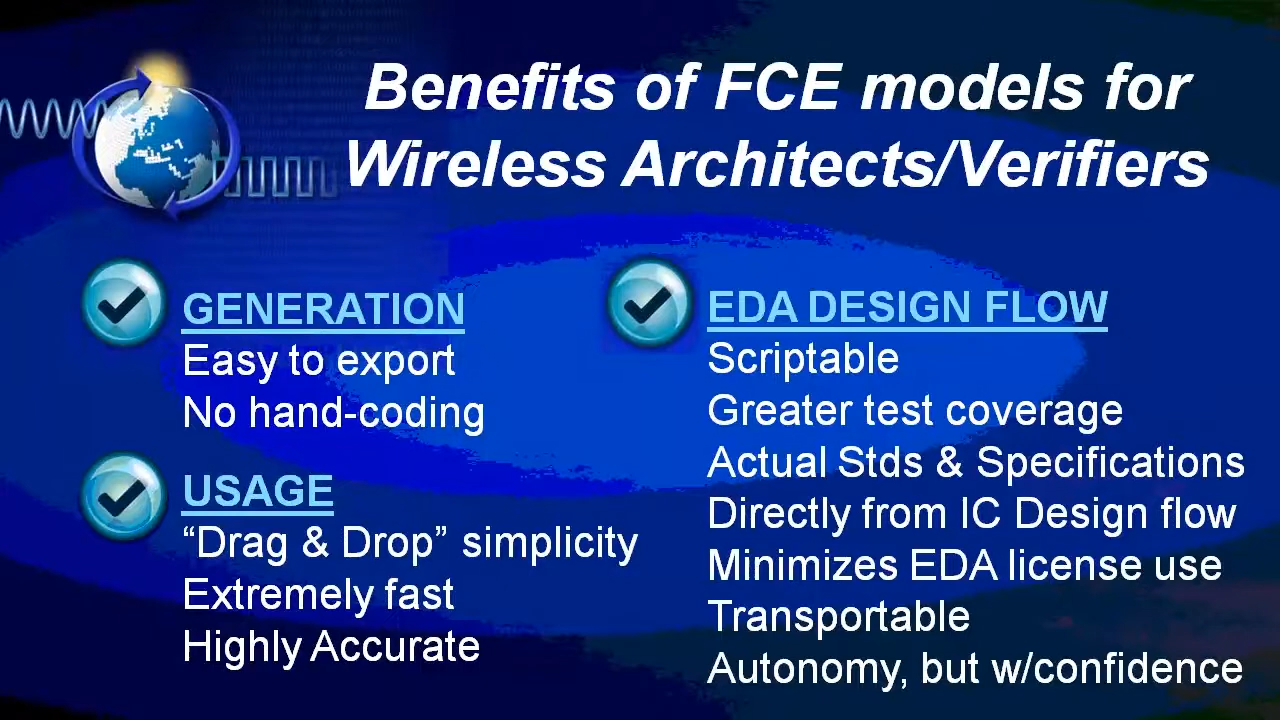 Benefits of FCE models for
Wireless Architects/Verifiers
GENERATION
Easy to export
No hand-coding
USAGE
“Drag & Drop” simplicity
Extremely fast
Highly Accurate
EDA DESIGN FLOW
Scriptable
Greater test coverage
Actual Stds & Specifications
Directly from IC Design flow
Minimizes EDA license use
Transportable
Autonomy, but w/confidence